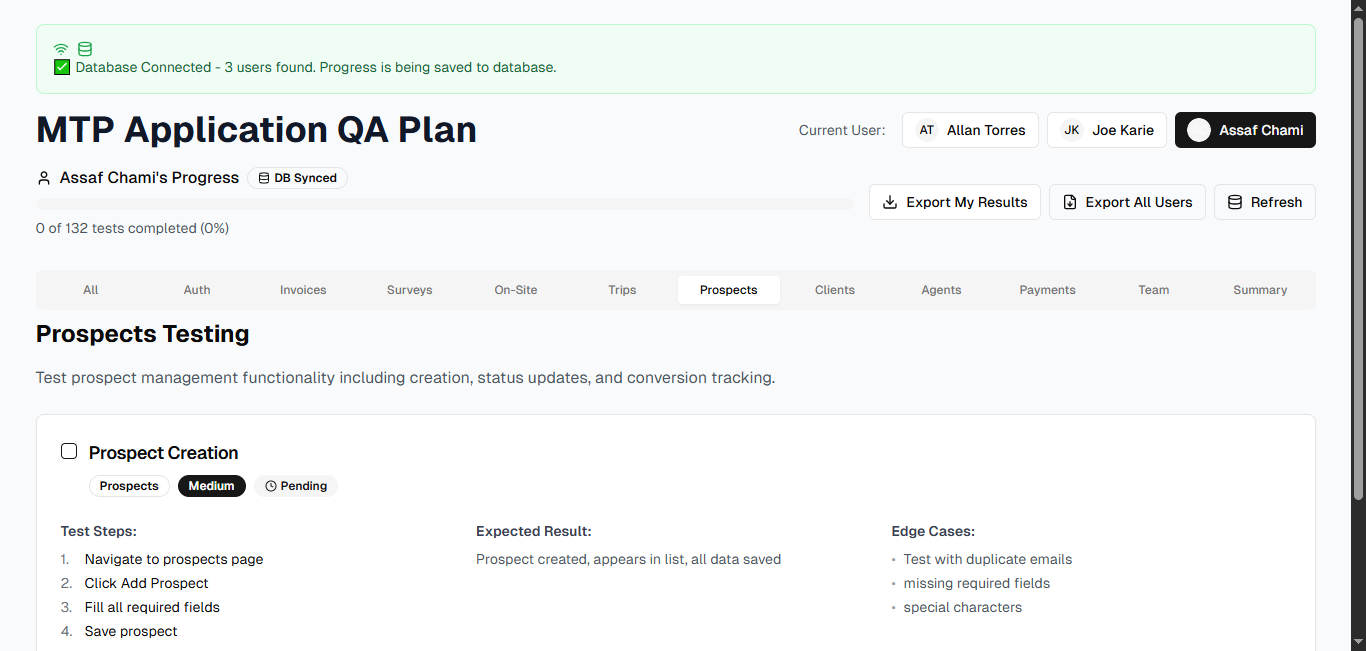 Database Connected - 3 users found. Progress is being saved to database.
MTP Application QA Plan
Current User:
AT Allan Torres
JK Joe Karie
Assaf Chami
Assaf Chami's Progress
DB Synced
Export My Results
Export All Users
Refresh
0 of 132 tests completed (0%)
All Auth Invoices Surveys On-Site Trips Prospects Clients Agents Payments Team Summary
Prospects Testing
Test prospect management functionality including creation, status updates, and conversion tracking.
Prospect Creation
Prospects Medium Pending
Test Steps:
1. Navigate to prospects page
2. Click Add Prospect
3. Fill all required fields
4. Save prospect
Expected Result:
Prospect created, appears in list, all data saved
Edge Cases:
• Test with duplicate emails
• missing required fields
• special characters